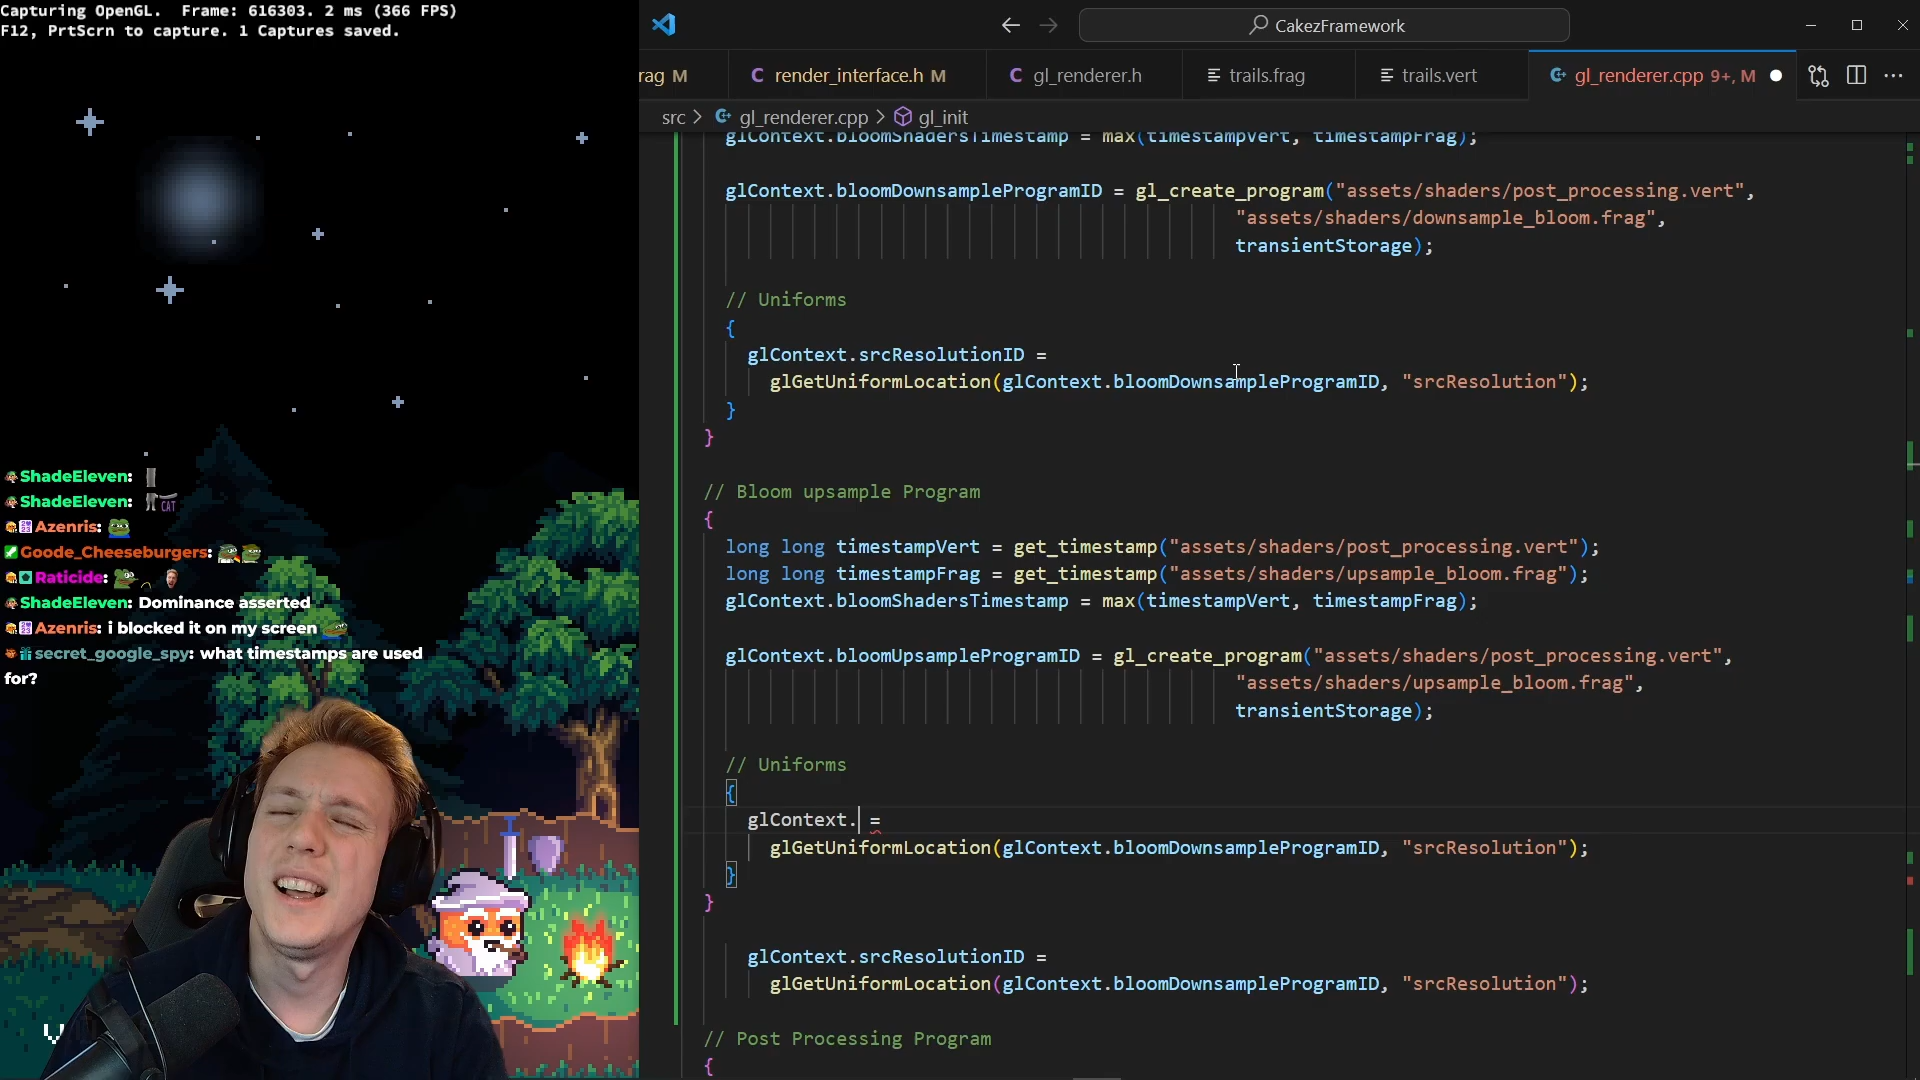 Capturing OpenGL.  Frame: 616303. 2 ms (366 FPS)
F12, PrtScrn to capture. 1 Captures saved.
CakezFramework
rag M
render_interface.h M
gl_renderer.h
trails.frag
trails.vert
gl_renderer.cpp 9+, M
src > gl_renderer.cpp > gl_init
glContext.bloomShadersTimestamp = max(timestampVert, timestampFrag);
glContext.bloomDownsampleProgramID = gl_create_program("assets/shaders/post_processing.vert",
"assets/shaders/downsample_bloom.frag",
transientStorage);
// Uniforms
{
glContext.srcResolutionID =
glGetUniformLocation(glContext.bloomDownsampleProgramID, "srcResolution");
}
}
// Bloom upsample Program
{
long long timestampVert = get_timestamp("assets/shaders/post_processing.vert");
long long timestampFrag = get_timestamp("assets/shaders/upsample_bloom.frag");
glContext.bloomShadersTimestamp = max(timestampVert, timestampFrag);
glContext.bloomUpsampleProgramID = gl_create_program("assets/shaders/post_processing.vert",
"assets/shaders/upsample_bloom.frag",
transientStorage);
// Uniforms
{
glContext. =
glGetUniformLocation(glContext.bloomDownsampleProgramID, "srcResolution");
}
}
glContext.srcResolutionID =
glGetUniformLocation(glContext.bloomDownsampleProgramID, "srcResolution");
// Post Processing Program
{
ShadeEleven:
ShadeEleven: CAT
Azenris:
Goode_Cheeseburgers:
Raticide:
ShadeEleven: Dominance asserted
Azenris: i blocked it on my screen
secret_google_spy: what timestamps are used
for?